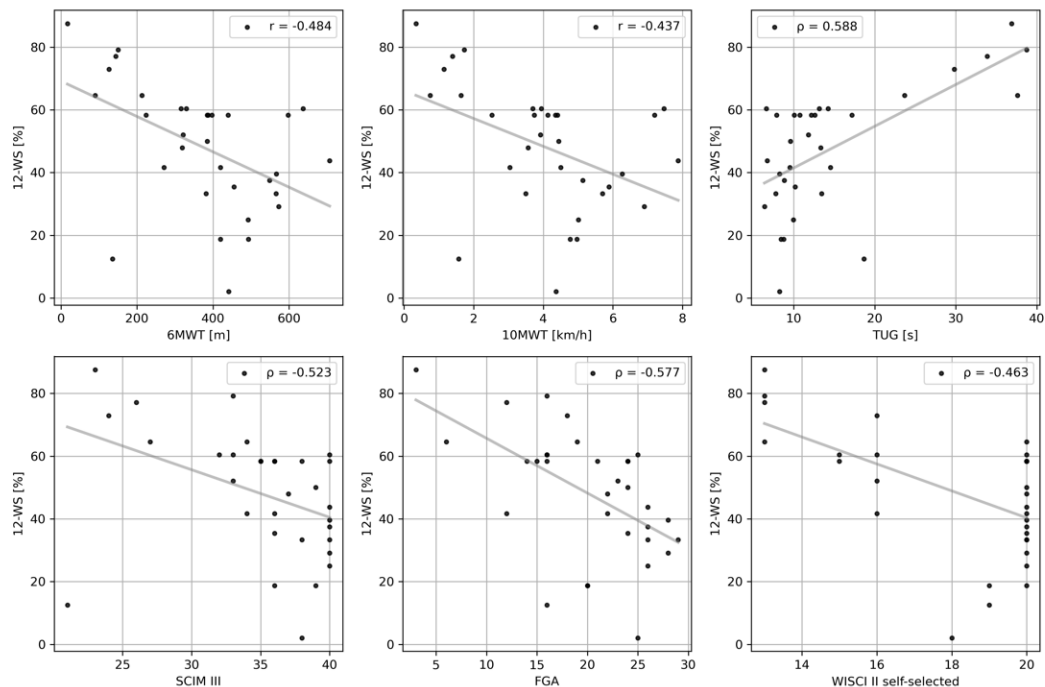 r = -0.484
12-WS [%]
80
60
40
20
0
0 200 400 600
6MWT [m]
r = -0.437
12-WS [%]
80
60
40
20
0
0 2 4 6 8
10MWT [km/h]
ρ = 0.588
12-WS [%]
80
60
40
20
0
10 20 30 40
TUG [s]
ρ = -0.523
12-WS [%]
80
60
40
20
0
25 30 35 40
SCIM III
ρ = -0.577
12-WS [%]
80
60
40
20
0
5 10 15 20 25 30
FGA
ρ = -0.463
12-WS [%]
80
60
40
20
0
14 16 18 20
WISCI II self-selected